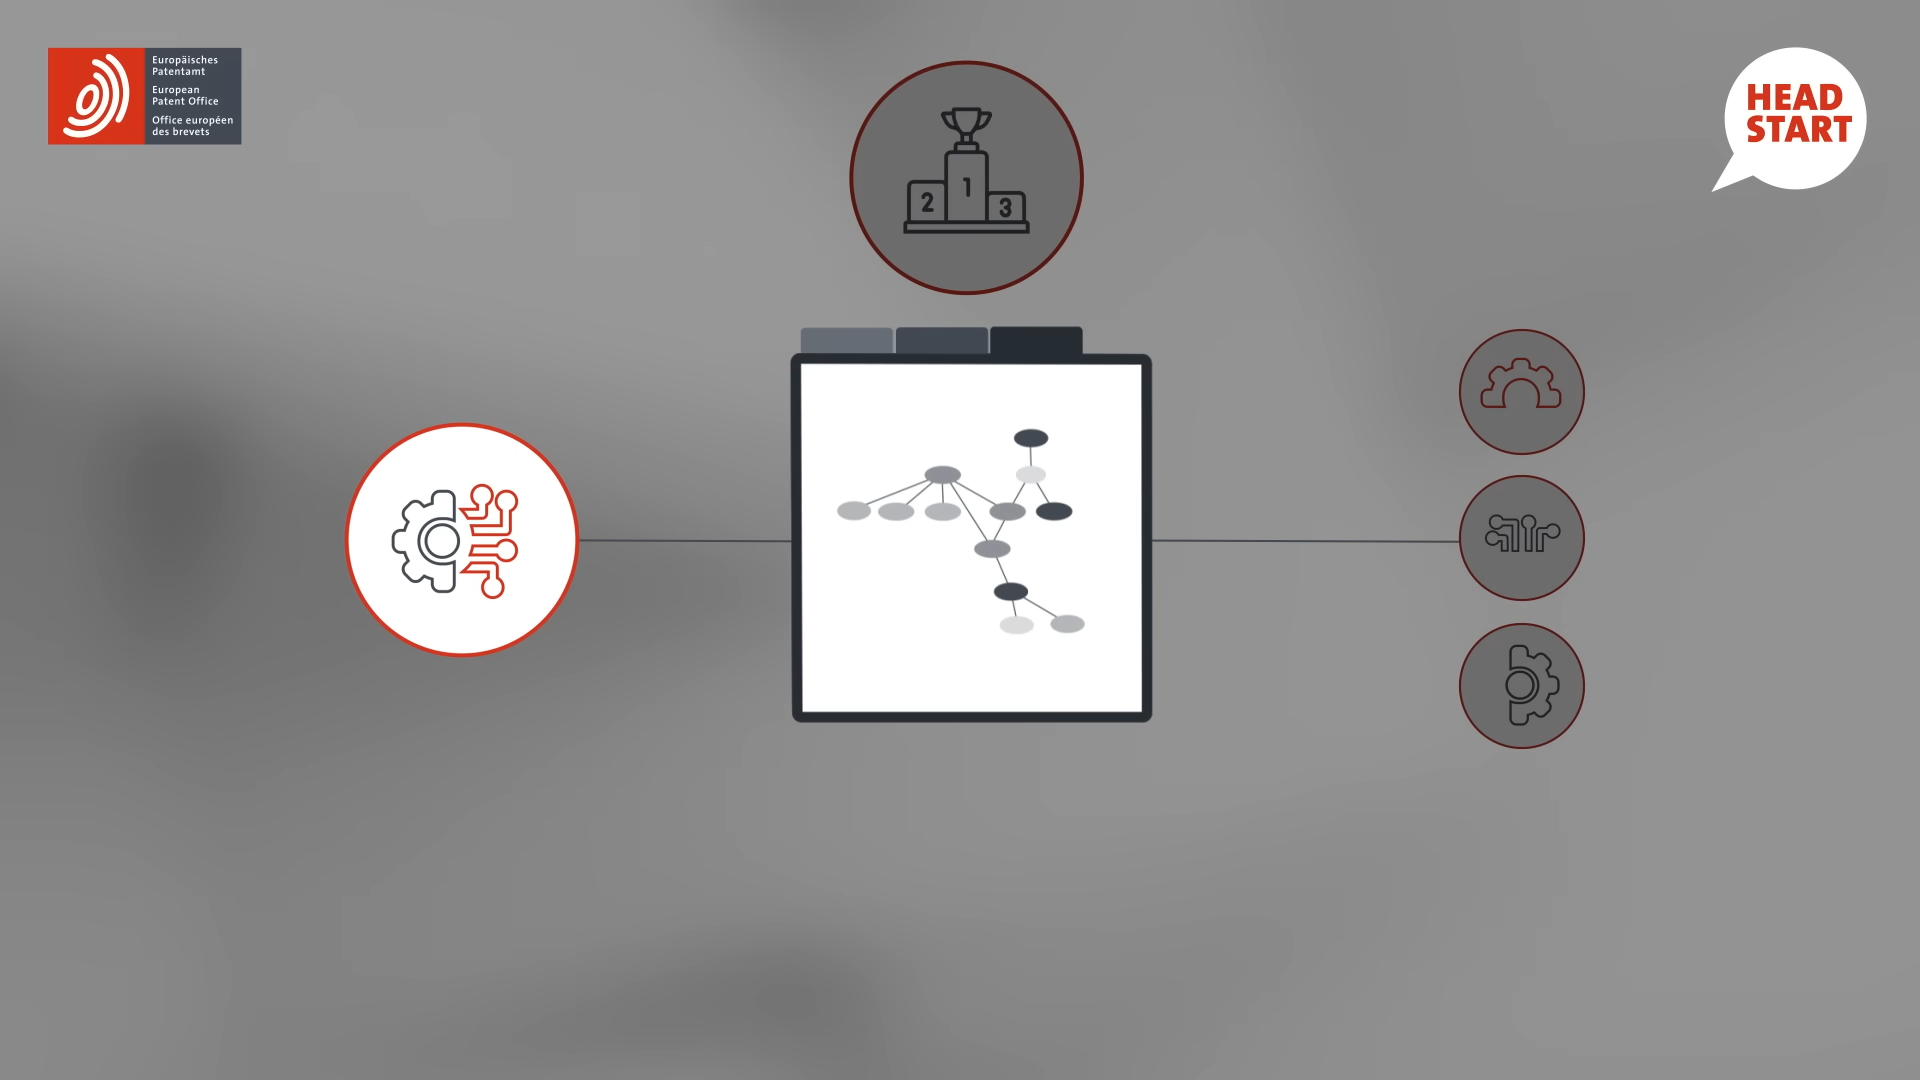 Europäisches
Patentamt
European
Patent Office
Office européen
des brevets
HEAD
START
1
2
3